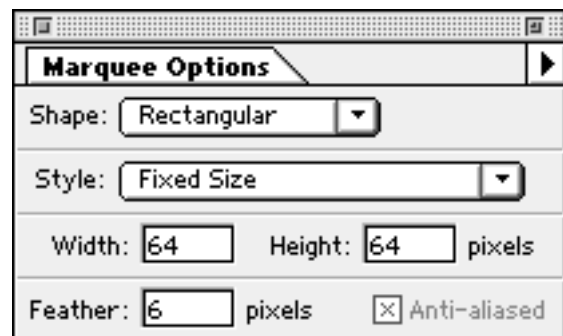 Marquee Options
Shape: Rectangular
Style: Fixed Size
Width: 64 Height: 64 pixels
Feather: 6 pixels Anti-aliased